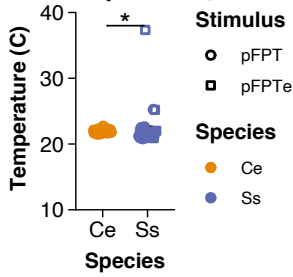 40
30
20
10
Temperature (C)
*
Ce Ss
Species
Stimulus
pFPT
pFPTe
Species
Ce
Ss